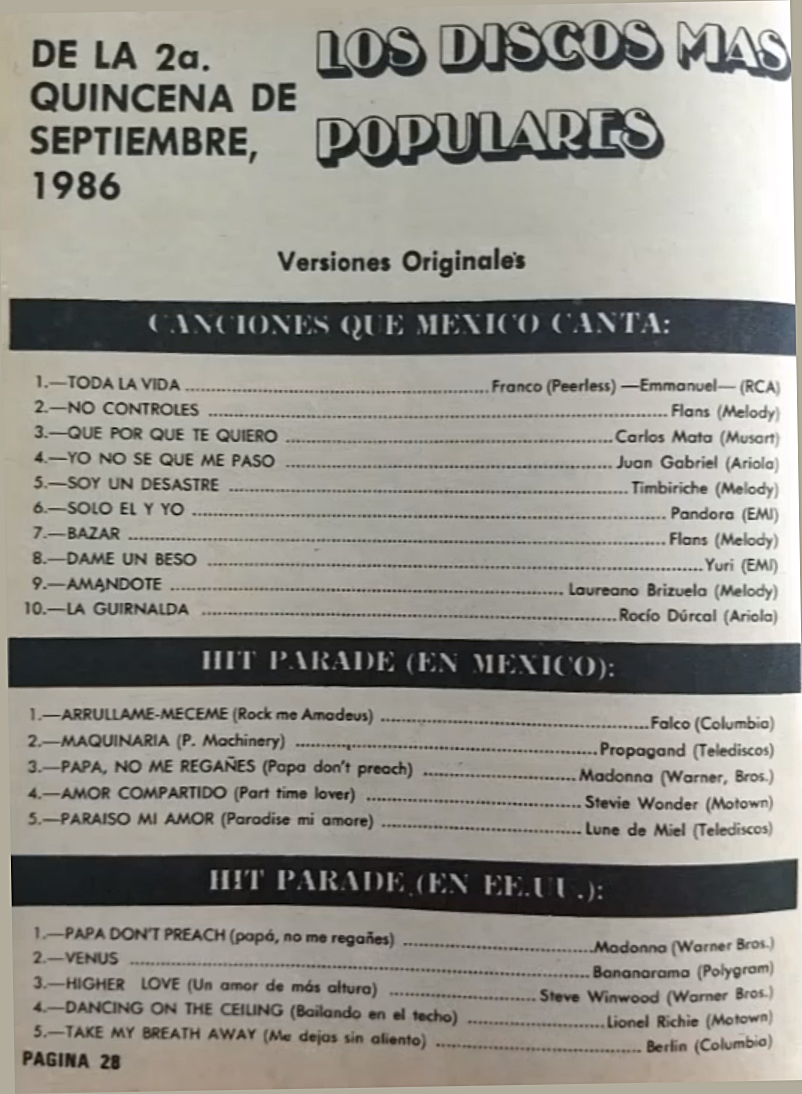 DE LA 2a.
QUINCENA DE
SEPTIEMBRE,
1986
LOS DISCOS MAS
POPULARES
Versiones Originales
CANCIONES QUE MEXICO CANTA:
1.—TODA LA VIDA ........ Franco (Peerless) —Emmanuel— (RCA)
2.—NO CONTROLES ........ Flans (Melody)
3.—QUE POR QUE TE QUIERO ........ Carlos Mata (Musart)
4.—YO NO SE QUE ME PASO ........ Juan Gabriel (Ariola)
5.—SOY UN DESASTRE ........ Timbiriche (Melody)
6.—SOLO EL Y YO ........ Pandora (EMI)
7.—BAZAR ........ Flans (Melody)
8.—DAME UN BESO ........ Yuri (EMI)
9.—AMANDOTE ........ Laureano Brizuela (Melody)
10.—LA GUIRNALDA ........ Rocío Dúrcal (Ariola)
HIT PARADE (EN MEXICO):
1.—ARRULLAME-MECEME (Rock me Amadeus) ........ Falco (Columbia)
2.—MAQUINARIA (P. Machinery) ........ Propagand (Telediscos)
3.—PAPA, NO ME REGAÑES (Papa don't preach) ........ Madonna (Warner, Bros.)
4.—AMOR COMPARTIDO (Part time lover) ........ Stevie Wonder (Motown)
5.—PARAISO MI AMOR (Paradise mi amore) ........ Lune de Miel (Telediscos)
HIT PARADE (EN EE.UU.):
1.—PAPA DON'T PREACH (papá, no me regañes) ........ Madonna (Warner Bros.)
2.—VENUS ........ Bananarama (Polygram)
3.—HIGHER LOVE (Un amor de más altura) ........ Steve Winwood (Warner Bros.)
4.—DANCING ON THE CEILING (Bailando en el techo) ........ Lionel Richie (Motown)
5.—TAKE MY BREATH AWAY (Me dejas sin aliento) ........ Berlin (Columbia)
PAGINA 28